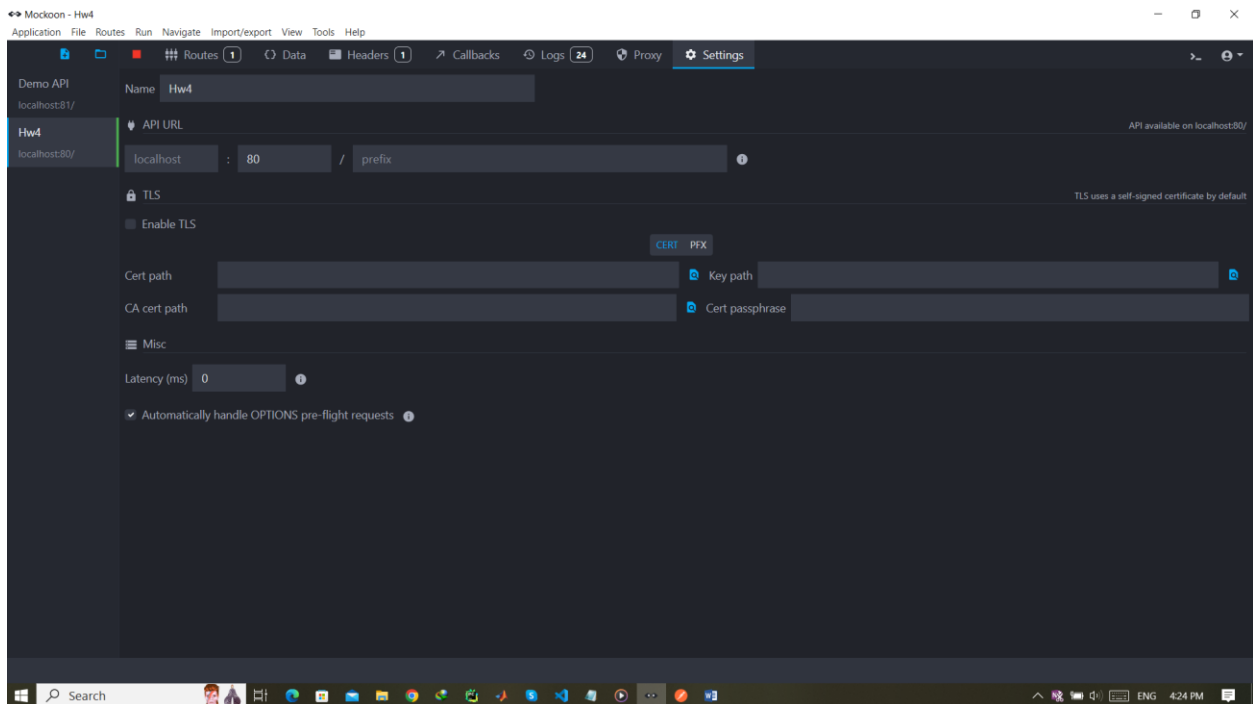 Mockoon - Hw4
Application File Routes Run Navigate Import/export View Tools Help
Routes 1 Data Headers 1 Callbacks Logs 24 Proxy Settings
Demo API
localhost:81/
Hw4
localhost:80/
Name Hw4
API URL API available on localhost:80/
localhost : 80 / prefix
TLS TLS uses a self-signed certificate by default
Enable TLS
CERT PFX
Cert path Key path
CA cert path Cert passphrase
Misc
Latency (ms) 0
Automatically handle OPTIONS pre-flight requests
Search ENG 4:24 PM